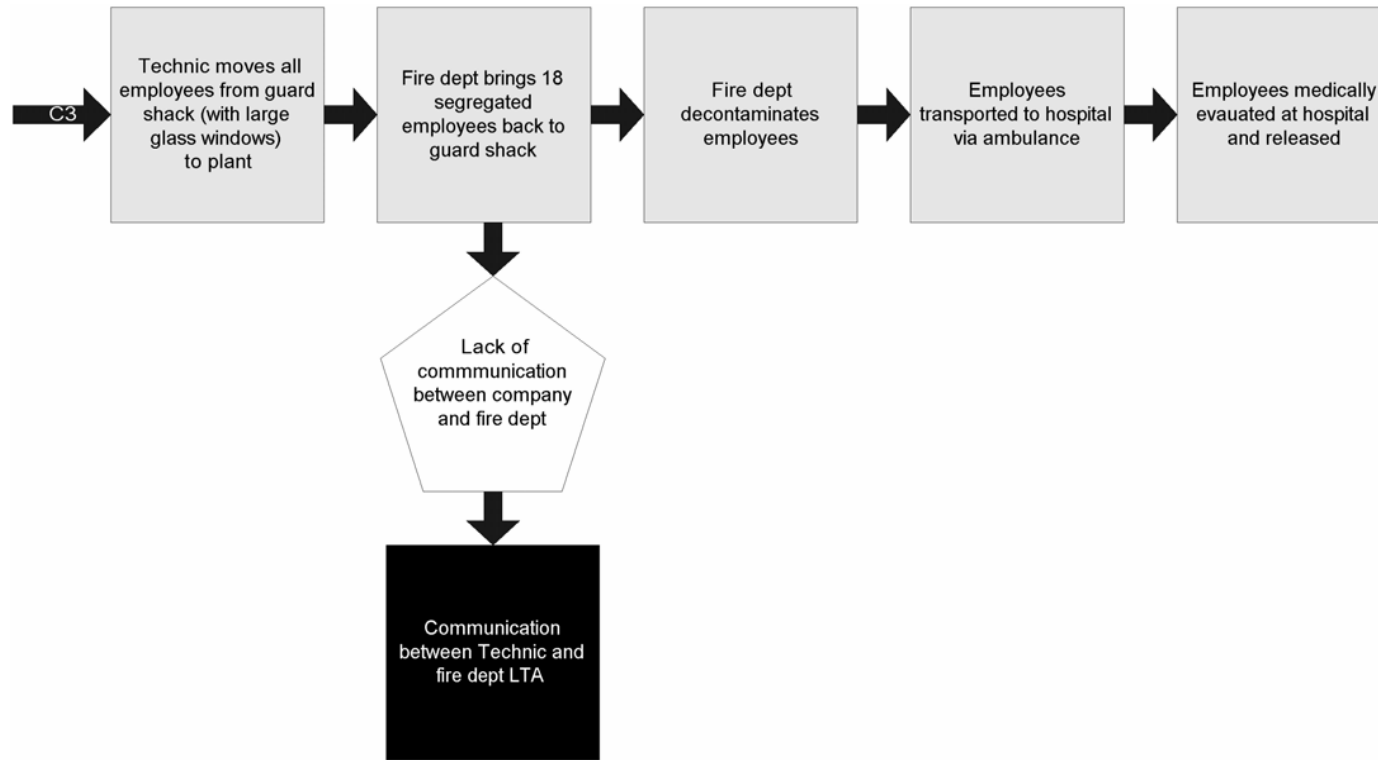 C3
Technic moves all
employees from guard
shack (with large
glass windows)
to plant
Fire dept brings 18
segregated
employees back to
guard shack
Fire dept
decontaminates
employees
Employees
transported to hospital
via ambulance
Employees medically
evauated at hospital
and released
Lack of
commmunication
between company
and fire dept
Communication
between Technic and
fire dept LTA